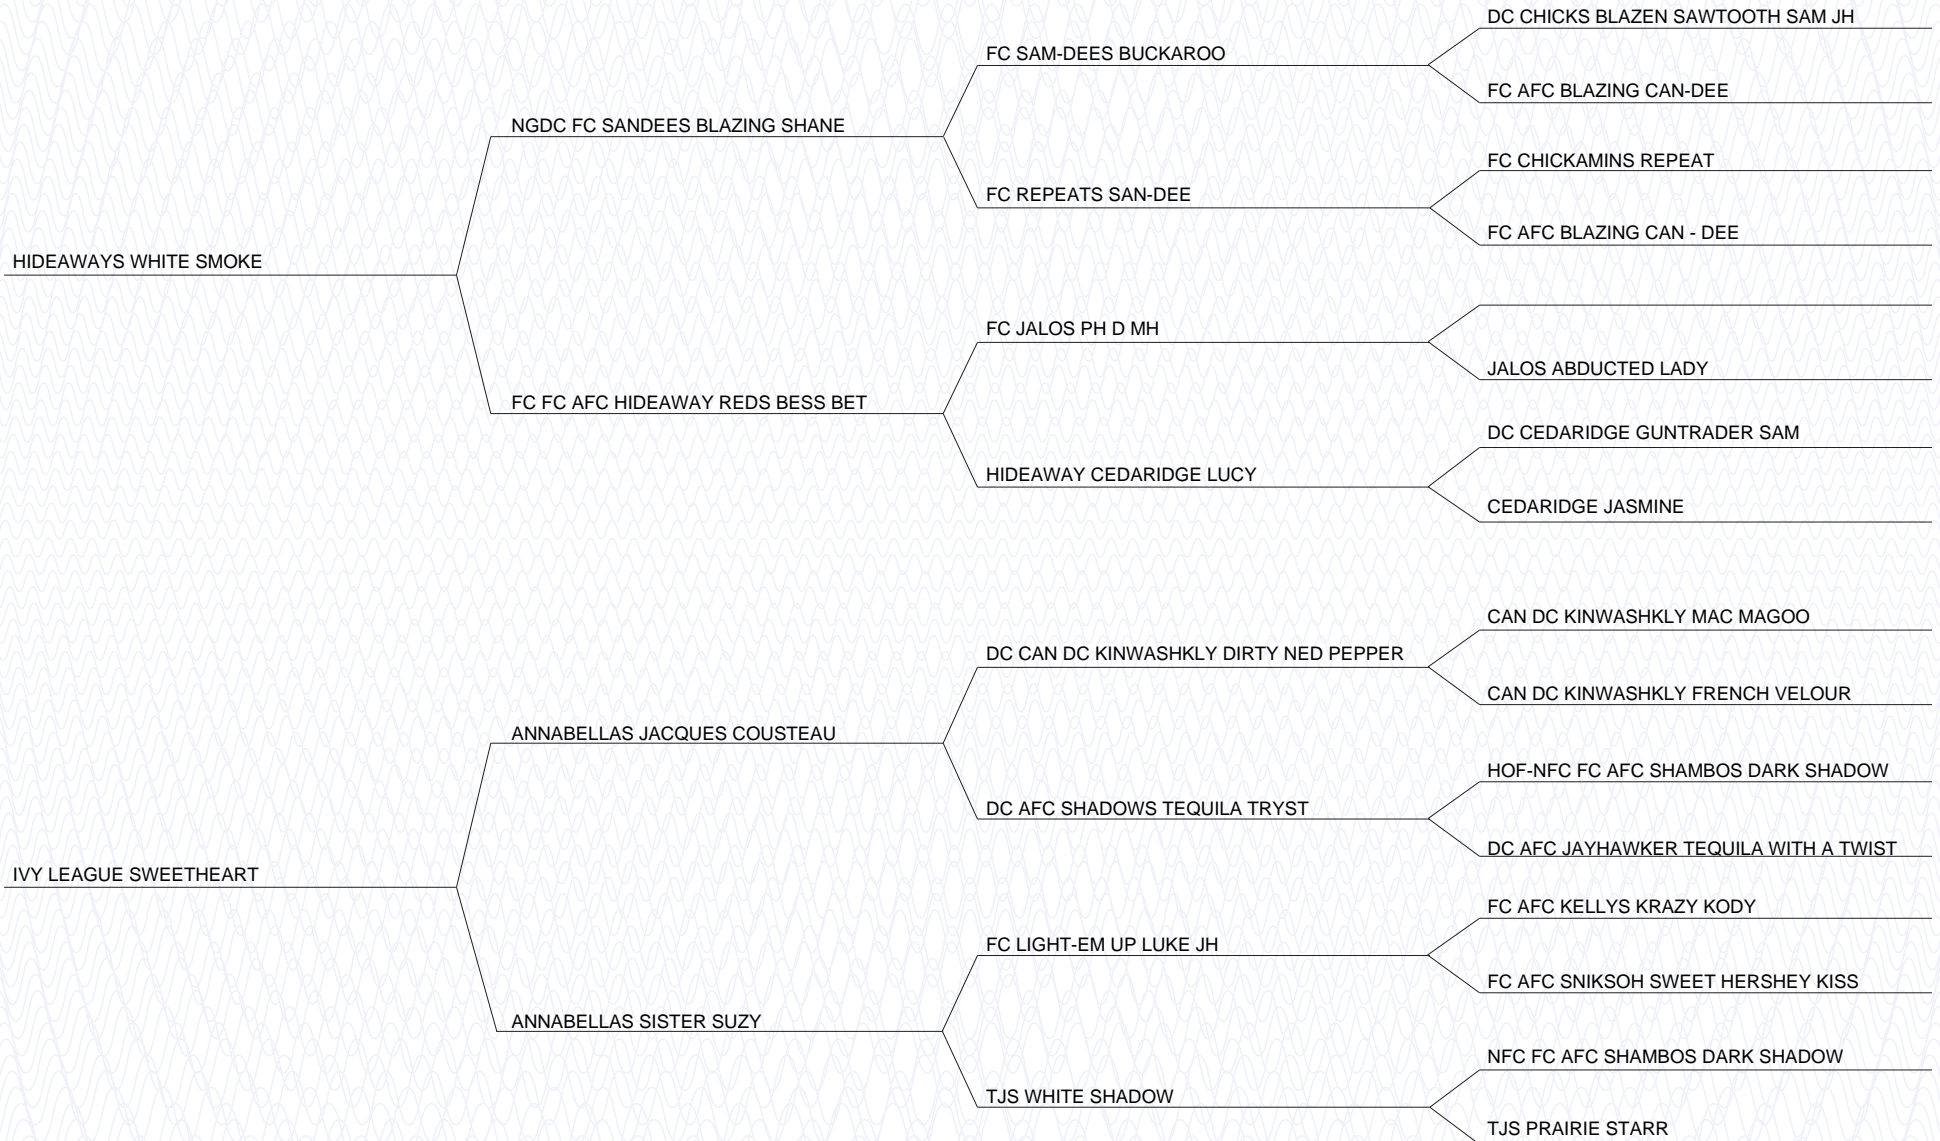 DC CHICKS BLAZEN SAWTOOTH SAM JH
FC SAM-DEES BUCKAROO
FC AFC BLAZING CAN-DEE
NGDC FC SANDEES BLAZING SHANE
FC CHICKAMINS REPEAT
FC REPEATS SAN-DEE
FC AFC BLAZING CAN - DEE
HIDEAWAYS WHITE SMOKE
FC JALOS PH D MH
JALOS ABDUCTED LADY
FC FC AFC HIDEAWAY REDS BESS BET
DC CEDARIDGE GUNTRADER SAM
HIDEAWAY CEDARIDGE LUCY
CEDARIDGE JASMINE
CAN DC KINWASHKLY MAC MAGOO
DC CAN DC KINWASHKLY DIRTY NED PEPPER
CAN DC KINWASHKLY FRENCH VELOUR
ANNABELLAS JACQUES COUSTEAU
HOF-NFC FC AFC SHAMBOS DARK SHADOW
DC AFC SHADOWS TEQUILA TRYST
DC AFC JAYHAWKER TEQUILA WITH A TWIST
IVY LEAGUE SWEETHEART
FC AFC KELLYS KRAZY KODY
FC LIGHT-EM UP LUKE JH
FC AFC SNIKSOH SWEET HERSHEY KISS
ANNABELLAS SISTER SUZY
NFC FC AFC SHAMBOS DARK SHADOW
TJS WHITE SHADOW
TJS PRAIRIE STARR